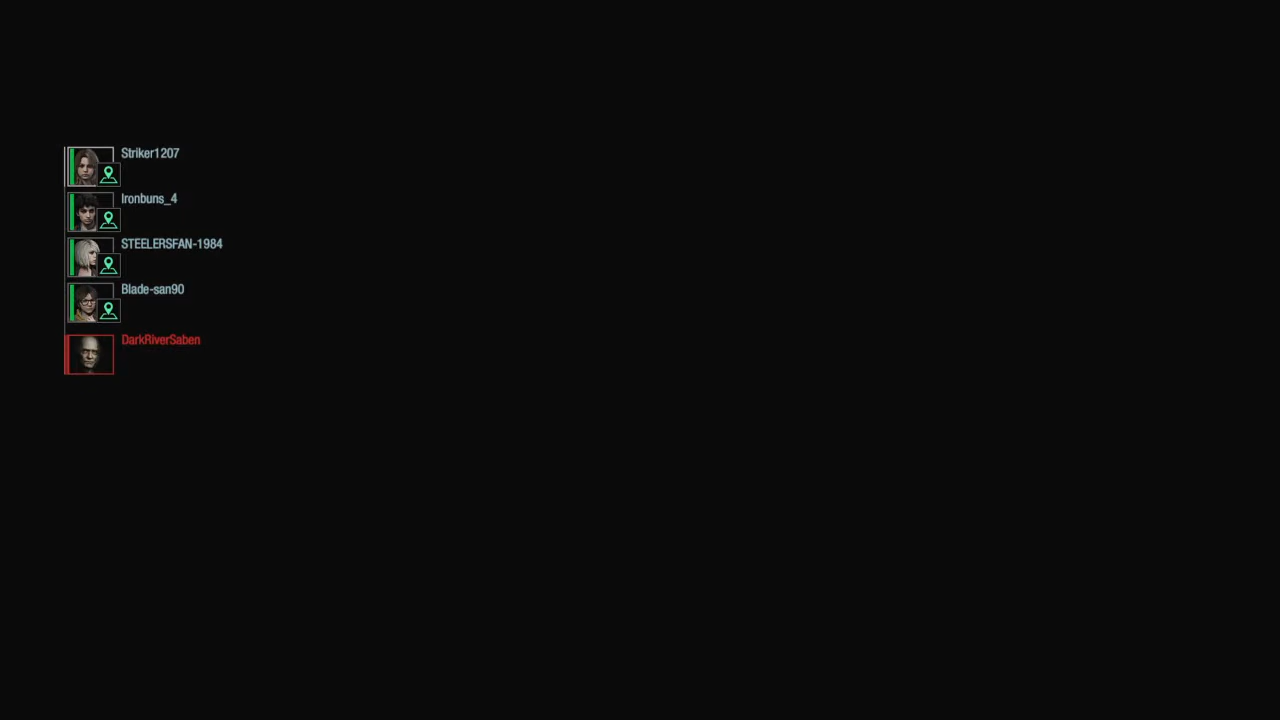 Striker1207
Ironbuns_4
STEELERSFAN-1984
Blade-san90
DarkRiverSaben